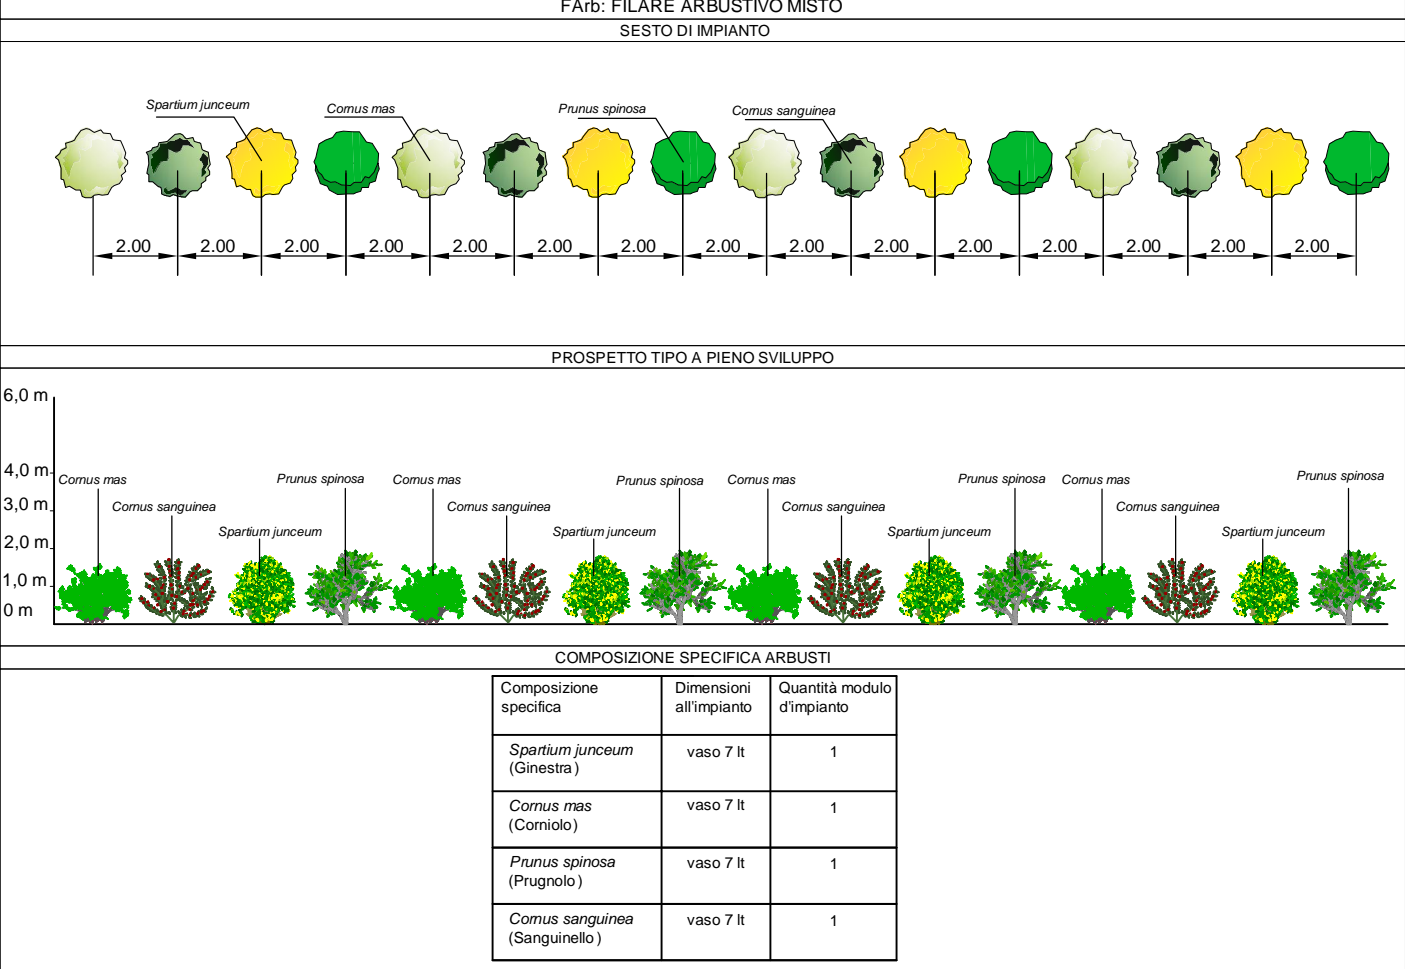 FArb: FILARE ARBUSTIVO MISTO
SESTO DI IMPIANTO
Spartium junceum
Cornus mas
Prunus spinosa
Cornus sanguinea
2.00 2.00 2.00 2.00 2.00 2.00 2.00 2.00 2.00 2.00 2.00 2.00 2.00 2.00 2.00
PROSPETTO TIPO A PIENO SVILUPPO
6,0 m
4,0 m
3,0 m
2,0 m
1,0 m
0 m
Cornus mas
Cornus sanguinea
Spartium junceum
Prunus spinosa
Cornus mas
Cornus sanguinea
Spartium junceum
Prunus spinosa
Cornus mas
Cornus sanguinea
Spartium junceum
Prunus spinosa
Cornus mas
Cornus sanguinea
Spartium junceum
Prunus spinosa
COMPOSIZIONE SPECIFICA ARBUSTI
Composizione
specifica
Dimensioni
all'impianto
Quantità modulo
d'impianto
Spartium junceum
(Ginestra)
vaso 7 lt
1
Cornus mas
(Corniolo)
vaso 7 lt
1
Prunus spinosa
(Prugnolo)
vaso 7 lt
1
Cornus sanguinea
(Sanguinello)
vaso 7 lt
1